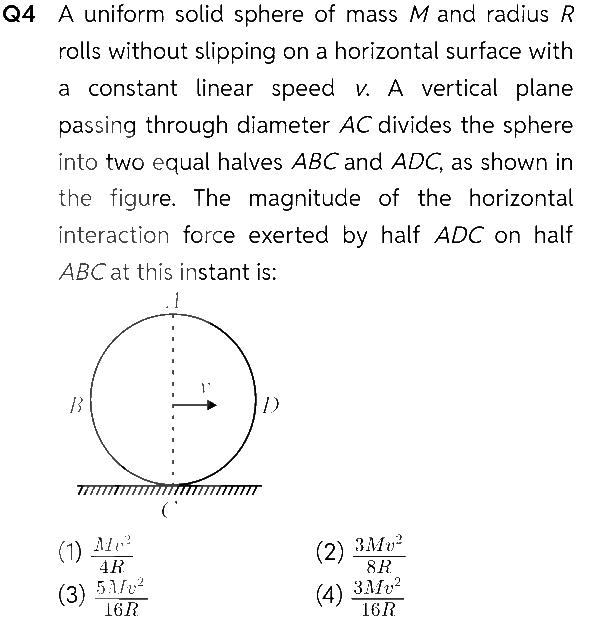 Q4 A uniform solid sphere of mass M and radius R
rolls without slipping on a horizontal surface with
a constant linear speed v. A vertical plane
passing through diameter AC divides the sphere
into two equal halves ABC and ADC, as shown in
the figure. The magnitude of the horizontal
interaction force exerted by half ADC on half
ABC at this instant is:
A
B
v
D
C
(1) Mv²/4R (2) 3Mv²/8R
(3) 5Mv²/16R (4) 3Mv²/16R